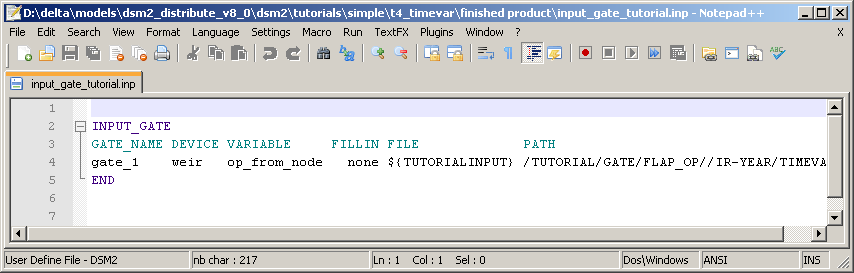 D:\delta\models\dsm2_distribute_v8_0\dsm2\tutorials\simple\t4_timevar\finished product\input_gate_tutorial.inp - Notepad++
File Edit Search View Format Language Settings Macro Run TextFX Plugins Window ? X
input_gate_tutorial.inp
1
2 INPUT_GATE
3 GATE_NAME DEVICE VARIABLE FILLIN FILE PATH
4 gate_1 weir op_from_node none ${TUTORIALINPUT} /TUTORIAL/GATE/FLAP_OP//IR-YEAR/TIMEVA
5 END
6
7
User Define File - DSM2 nb char : 217 Ln : 1 Col : 1 Sel : 0 Dos\Windows ANSI INS